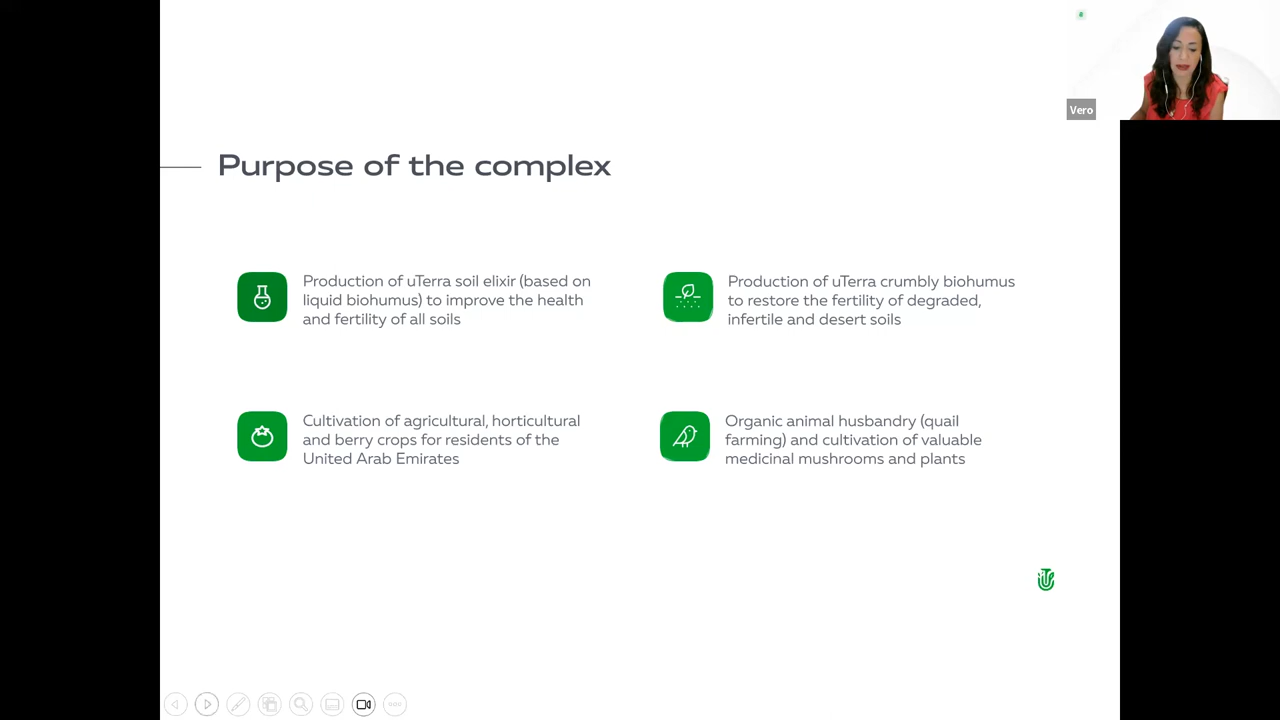 Vero
Purpose of the complex
Production of uTerra soil elixir (based on
liquid biohumus) to improve the health
and fertility of all soils
Production of uTerra crumbly biohumus
to restore the fertility of degraded,
infertile and desert soils
Cultivation of agricultural, horticultural
and berry crops for residents of the
United Arab Emirates
Organic animal husbandry (quail
farming) and cultivation of valuable
medicinal mushrooms and plants